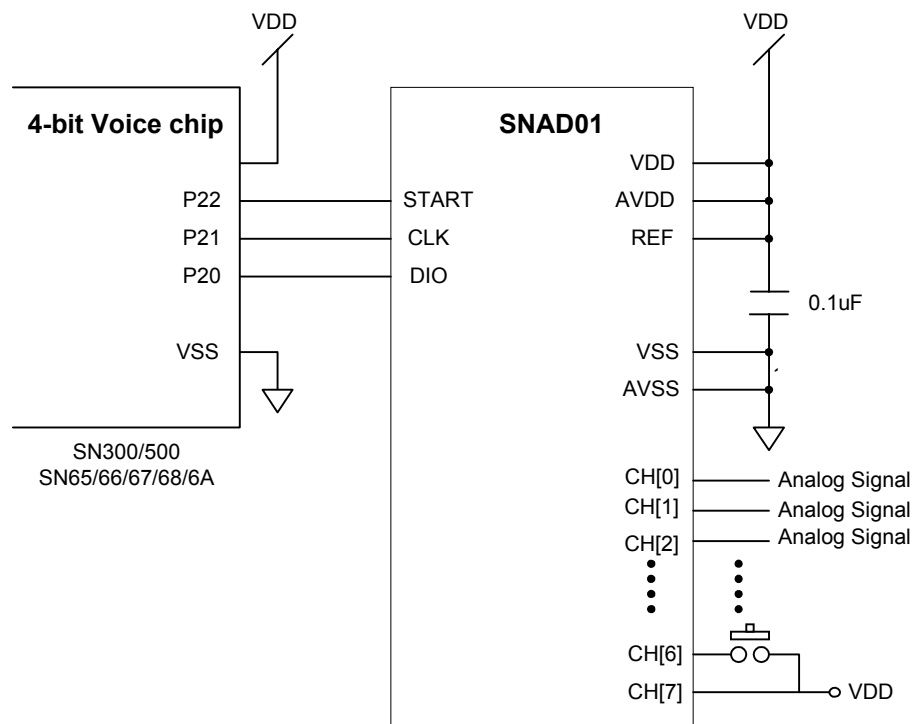 VDD
VDD
4-bit Voice chip
SNAD01
VDD
P22
START
AVDD
P21
CLK
REF
P20
DIO
0.1uF
VSS
VSS
AVSS
SN300/500
SN65/66/67/68/6A
CH[0]
Analog Signal
CH[1]
Analog Signal
CH[2]
Analog Signal
CH[6]
CH[7]
VDD